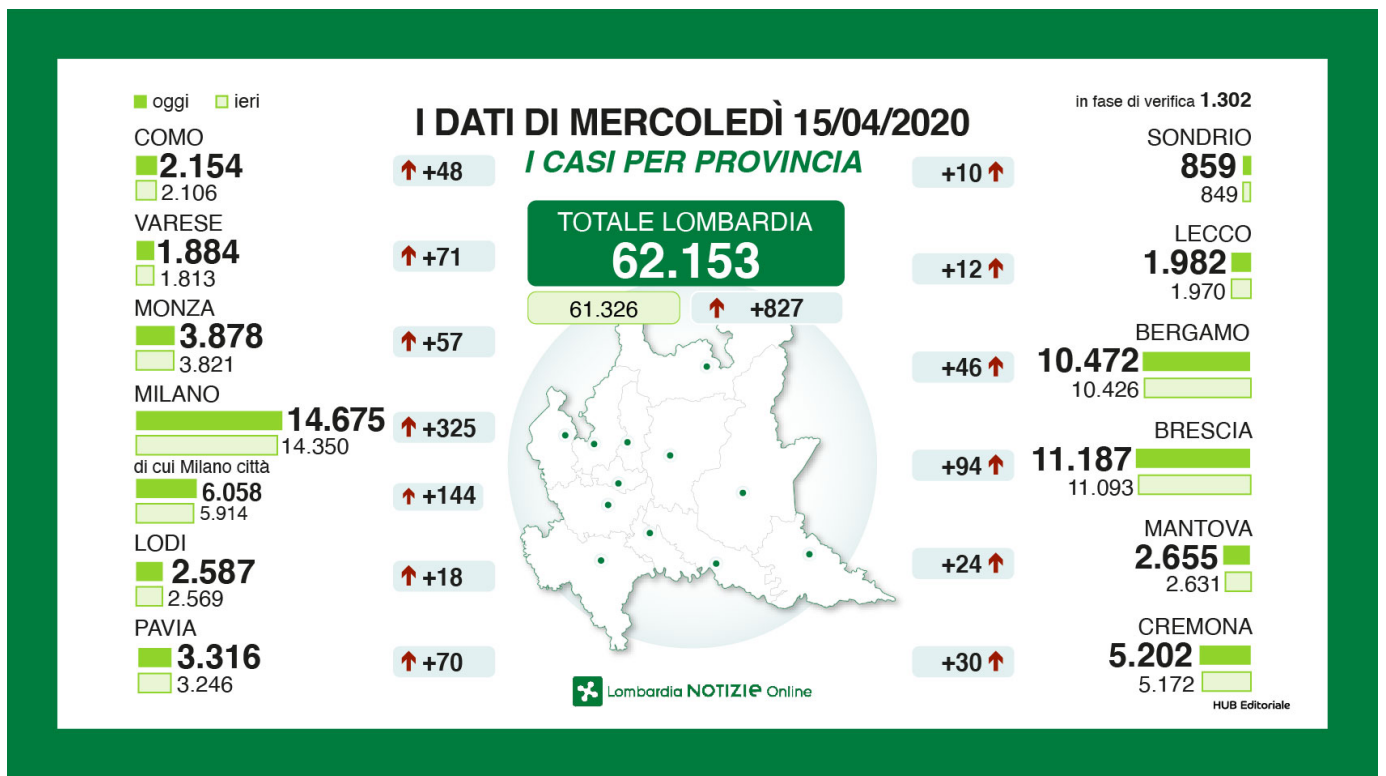 oggi ieri
in fase di verifica 1.302
I DATI DI MERCOLEDÌ 15/04/2020
I CASI PER PROVINCIA
TOTALE LOMBARDIA
62.153
61.326
+827
COMO
2.154
2.106
+48
VARESE
1.884
1.813
+71
MONZA
3.878
3.821
+57
MILANO
14.675
14.350
+325
di cui Milano città
6.058
5.914
+144
LODI
2.587
2.569
+18
PAVIA
3.316
3.246
+70
SONDRIO
+10
859
849
LECCO
+12
1.982
1.970
BERGAMO
+46
10.472
10.426
BRESCIA
+94
11.187
11.093
MANTOVA
+24
2.655
2.631
CREMONA
+30
5.202
5.172
Lombardia NOTIZIE Online
HUB Editoriale